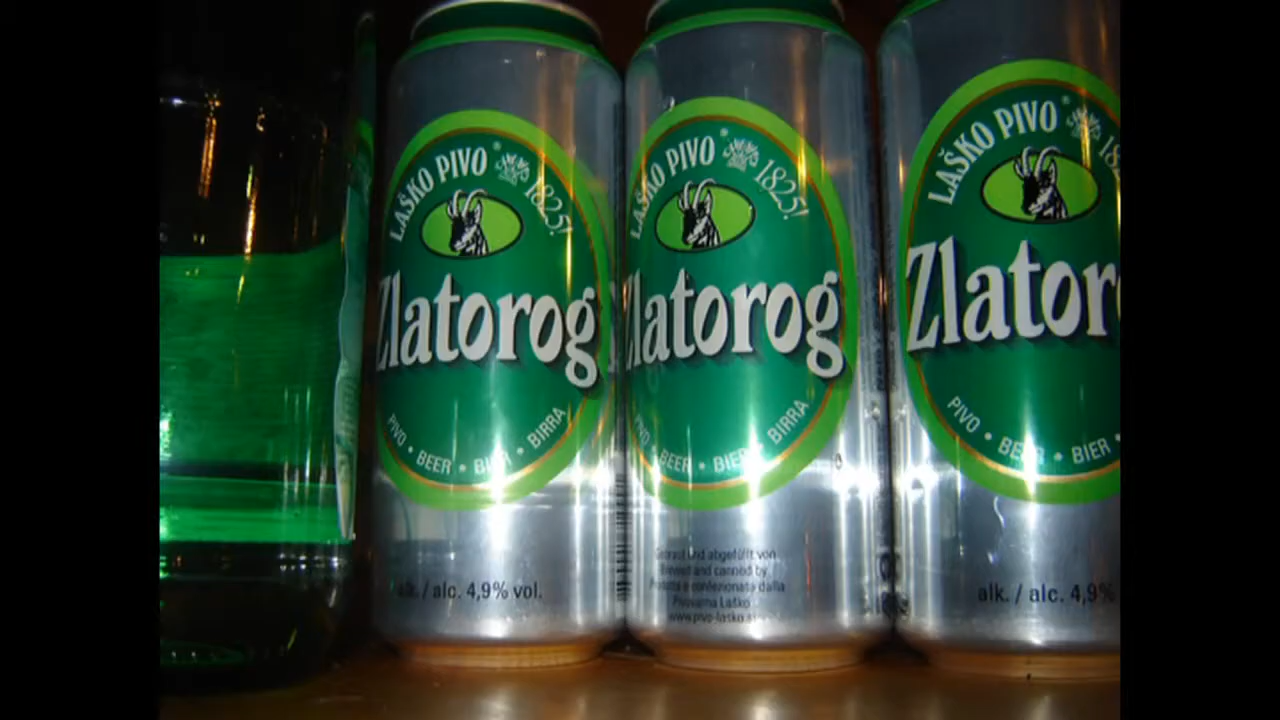 LAŠKO PIVO® 1825!
Zlatorog
PIVO • BEER • BIER • BIRRA
alk. / alc. 4,9% vol.
LAŠKO PIVO® 1825!
Zlatorog
PIVO • BEER • BIER • BIRRA
Gebraut und abgefüllt von
Brewed and canned by
Prodotta e confezionata dalla
Pivovarna Laško
www.pivo-lasko.si
LAŠKO PIVO® 182
Zlator
PIVO • BEER • BIER •
alk. / alc. 4,9%